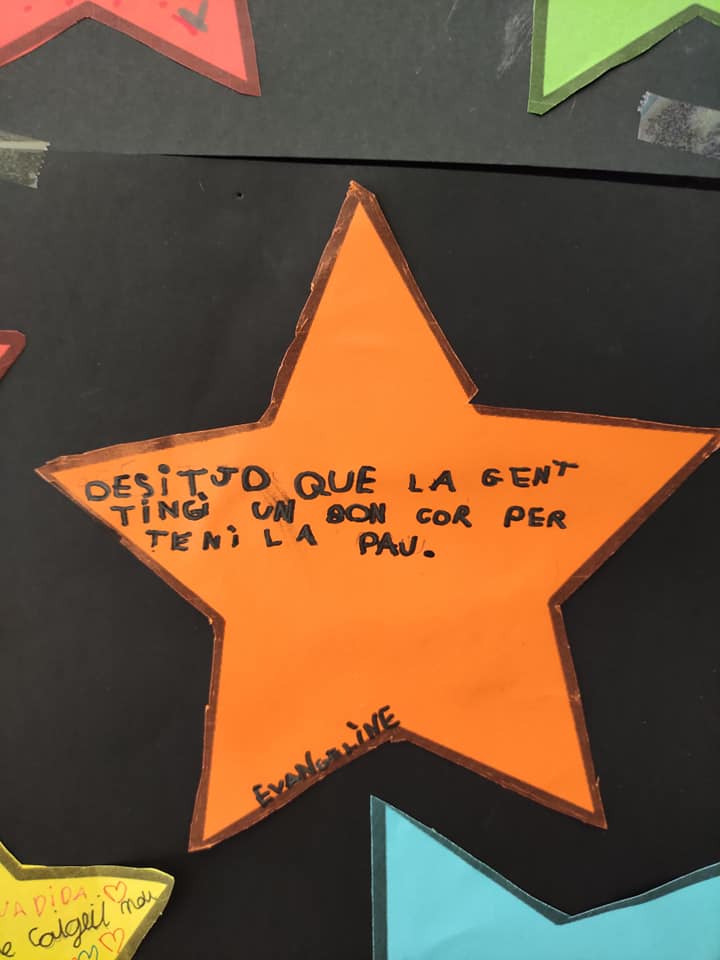 DESITJO QUE LA GENT
TINGI UN BON COR PER
TENI LA PAU.
EVANGELINE